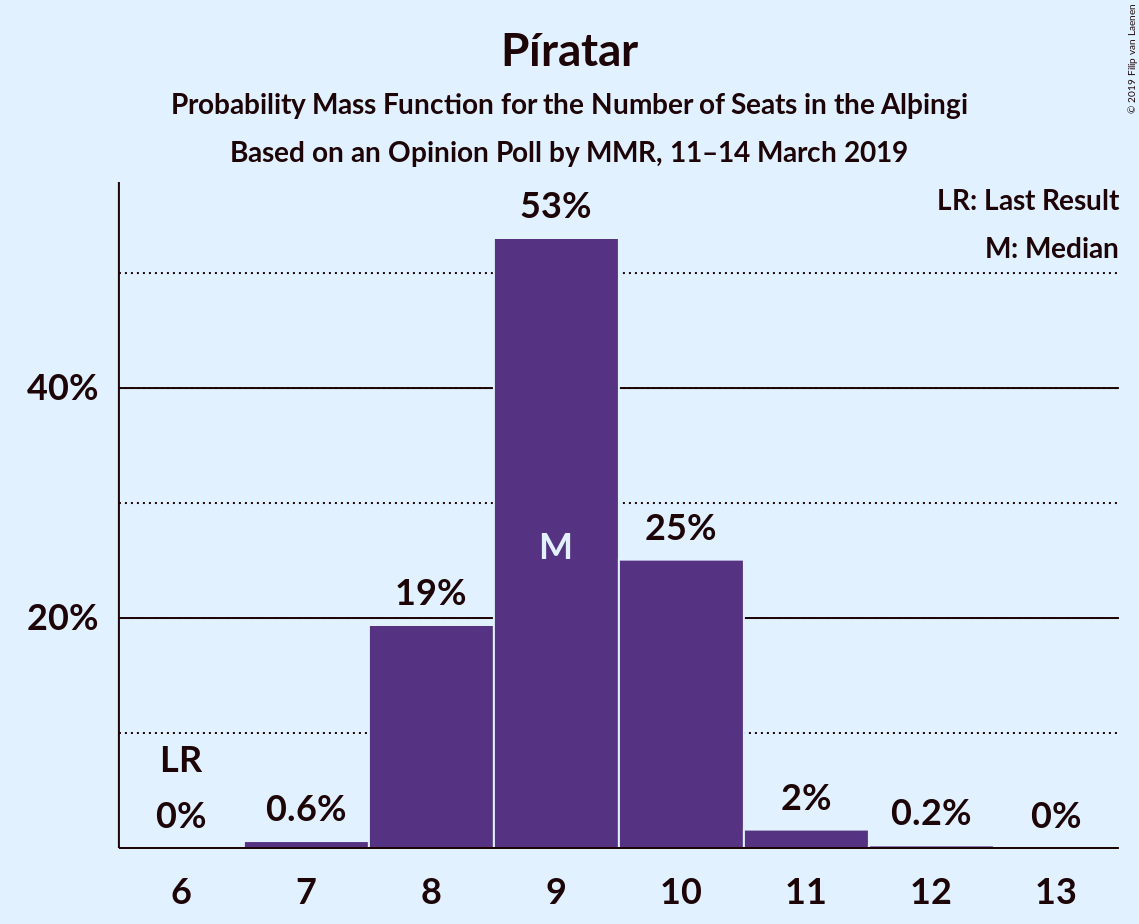 Píratar
Probability Mass Function for the Number of Seats in the Alþingi
Based on an Opinion Poll by MMR, 11–14 March 2019
© 2019 Filip van Laenen
LR: Last Result
M: Median
53%
40%
M
25%
19%
20%
LR
0%
0.6%
2%
0.2%
0%
6 7 8 9 10 11 12 13